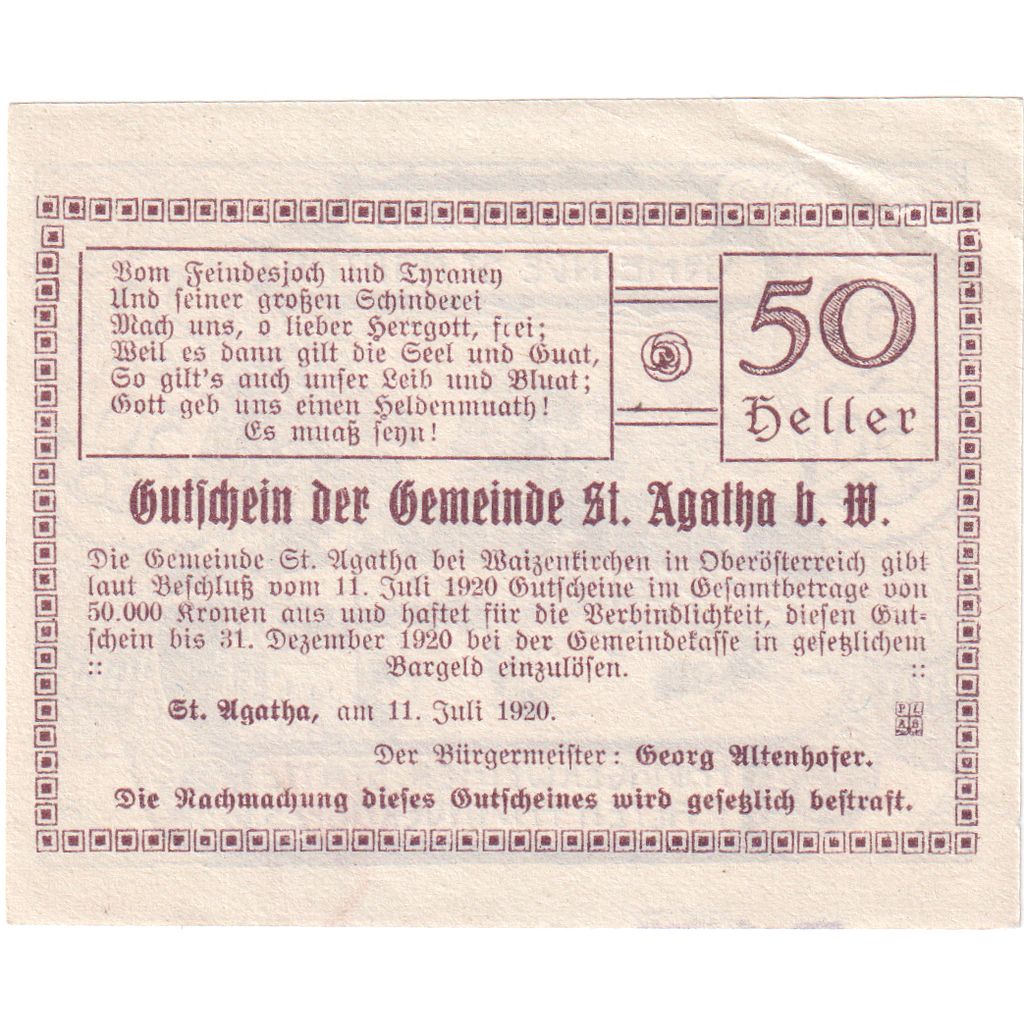 Vom Feindesjoch und Tyraney
Und seiner großen Schinderei
Mach uns, o lieber Herrgott, frei;
Weil es dann gilt die Seel und Guat,
So gilt's auch unser Leib und Bluat;
Gott geb uns einen Heldenmuath!
Es muaß seyn!
50
Heller
Gutschein der Gemeinde St. Agatha b. W.
Die Gemeinde St. Agatha bei Waizenkirchen in Oberösterreich gibt
laut Beschluß vom 11. Juli 1920 Gutscheine im Gesamtbetrage von
50.000 Kronen aus und haftet für die Verbindlichkeit, diesen Gut=
schein bis 31. Dezember 1920 bei der Gemeindekasse in gesetzlichem
:: Bargeld einzulösen. ::
St. Agatha, am 11. Juli 1920.
P L
A B
Der Bürgermeister: Georg Altenhofer.
Die Nachmachung dieses Gutscheines wird gesetzlich bestraft.